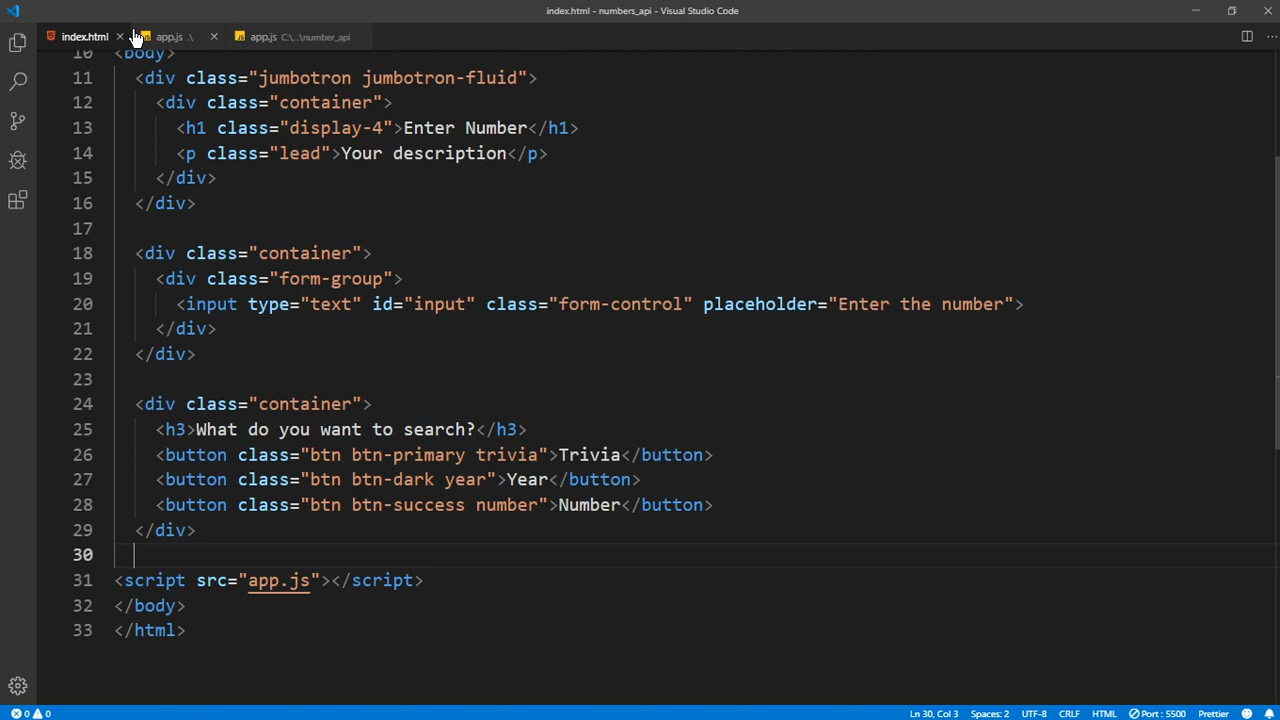 index.html - numbers_api - Visual Studio Code
index.html app.js .\ app.js C:\...\number_api
10 <body>
11 <div class="jumbotron jumbotron-fluid">
12 <div class="container">
13 <h1 class="display-4">Enter Number</h1>
14 <p class="lead">Your description</p>
15 </div>
16 </div>
17
18 <div class="container">
19 <div class="form-group">
20 <input type="text" id="input" class="form-control" placeholder="Enter the number">
21 </div>
22 </div>
23
24 <div class="container">
25 <h3>What do you want to search?</h3>
26 <button class="btn btn-primary trivia">Trivia</button>
27 <button class="btn btn-dark year">Year</button>
28 <button class="btn btn-success number">Number</button>
29 </div>
30
31 <script src="app.js"></script>
32 </body>
33 </html>
0 0 Ln 30, Col 3 Spaces: 2 UTF-8 CRLF HTML Port : 5500 Prettier